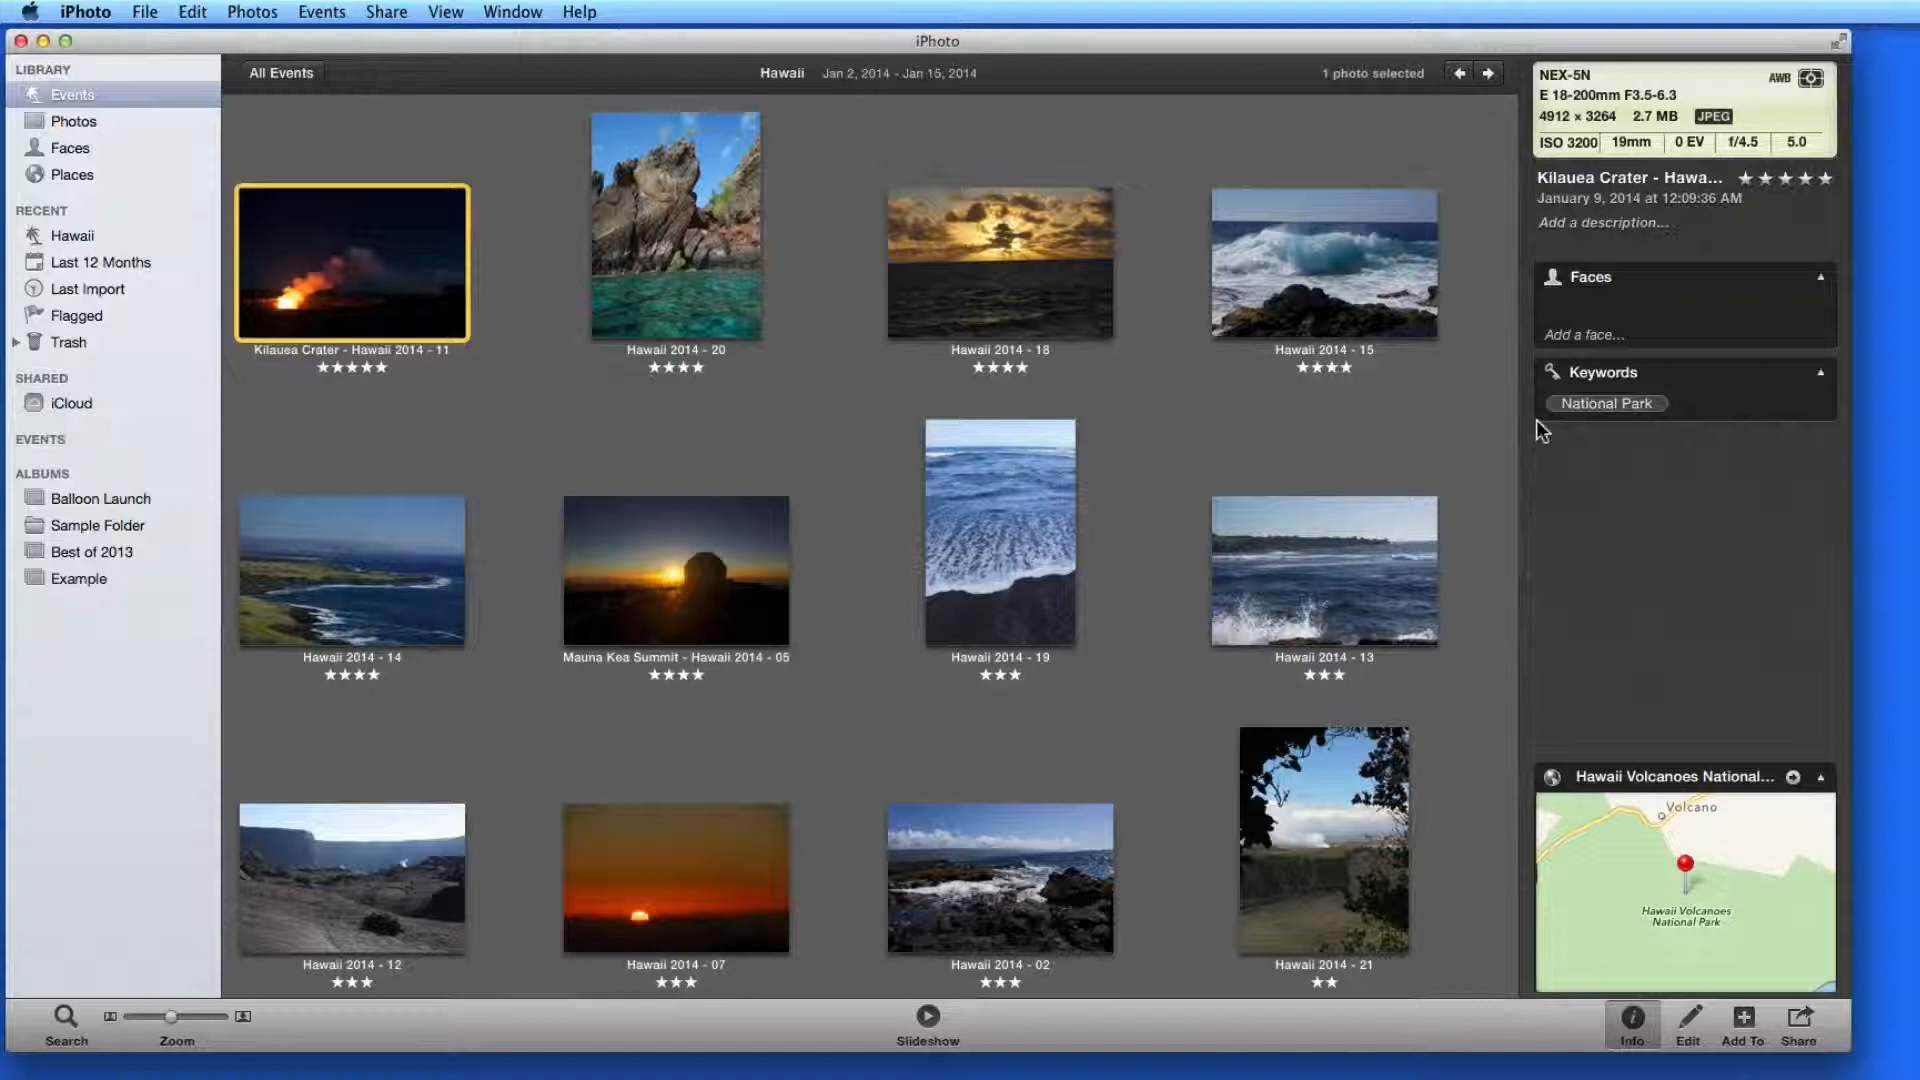 iPhoto File Edit Photos Events Share View Window Help
iPhoto
LIBRARY
Events
Photos
Faces
Places
RECENT
Hawaii
Last 12 Months
Last Import
Flagged
Trash
SHARED
iCloud
EVENTS
ALBUMS
Balloon Launch
Sample Folder
Best of 2013
Example
All Events Hawaii Jan 2, 2014 - Jan 15, 2014 1 photo selected
Kilauea Crater - Hawaii 2014 - 11
★★★★★
Hawaii 2014 - 20
★★★★
Hawaii 2014 - 18
★★★★
Hawaii 2014 - 15
★★★★
Hawaii 2014 - 14
★★★★
Mauna Kea Summit - Hawaii 2014 - 05
★★★★
Hawaii 2014 - 19
★★★
Hawaii 2014 - 13
★★★
Hawaii 2014 - 12
★★★
Hawaii 2014 - 07
★★★
Hawaii 2014 - 02
★★★
Hawaii 2014 - 21
★★
NEX-5N AWB
E 18-200mm F3.5-6.3
4912 × 3264 2.7 MB JPEG
ISO 3200 19mm 0 EV f/4.5 5.0
Kilauea Crater - Hawa... ★★★★★
January 9, 2014 at 12:09:36 AM
Add a description...
Faces
Add a face...
Keywords
National Park
Hawaii Volcanoes National...
Volcano
Hawaii Volcanoes
National Park
Search Zoom Slideshow Info Edit Add To Share